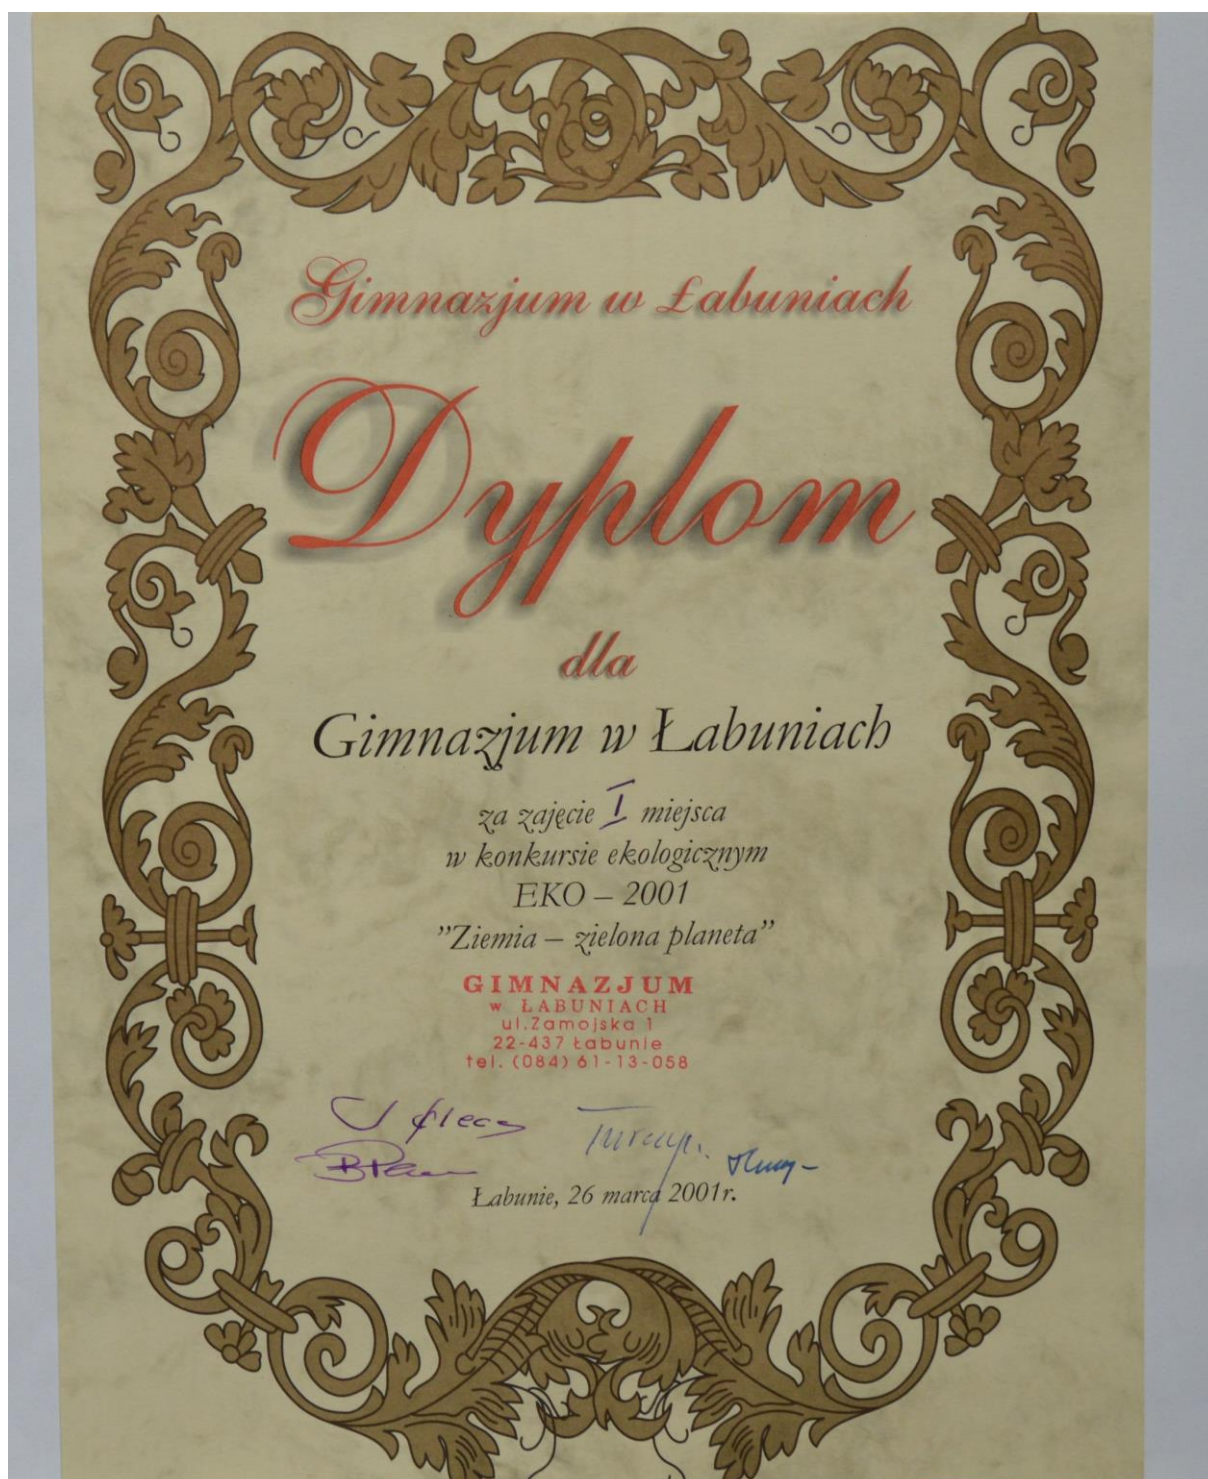 Gimnazjum w Łabuniach
Dyplom
dla
Gimnazjum w Łabuniach
za zajęcie I miejsca
w konkursie ekologicznym
EKO – 2001
”Ziemia – zielona planeta”
GIMNAZJUM
w ŁABUNIACH
ul.Zamojska 1
22-437 Łabunie
tel. (084) 61-13-058
Łabunie, 26 marca 2001r.